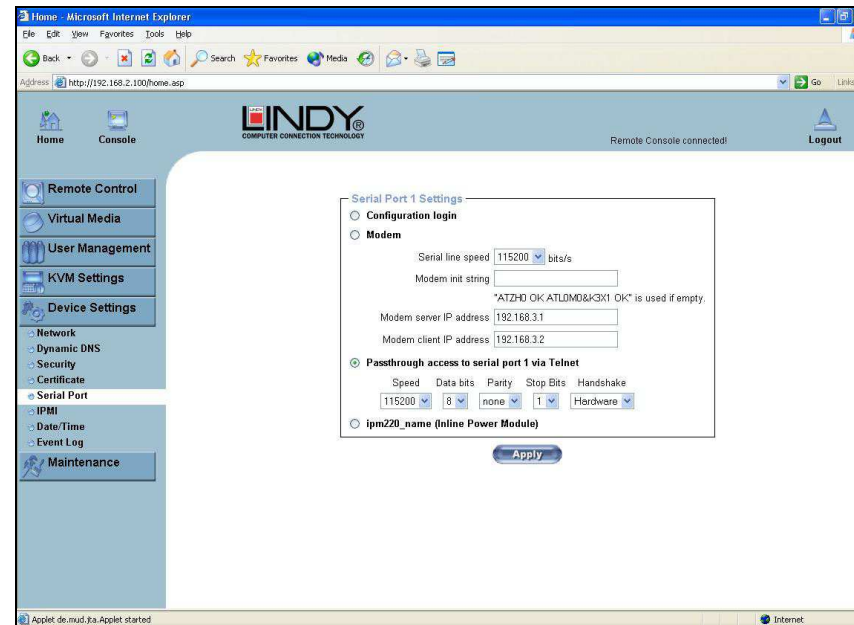 Home - Microsoft Internet Explorer
File Edit View Favorites Tools Help
Back Search Favorites Media
Address http://192.168.2.100/home.asp Go Links
LINDY®
COMPUTER CONNECTION TECHNOLOGY
Home Console Remote Console connected! Logout
Remote Control
Virtual Media
User Management
KVM Settings
Device Settings
Network
Dynamic DNS
Security
Certificate
Serial Port
IPMI
Date/Time
Event Log
Maintenance
Serial Port 1 Settings
Configuration login
Modem
Serial line speed 115200 bits/s
Modem init string
"ATZH0 OK ATL0M0&K3X1 OK" is used if empty.
Modem server IP address 192.168.3.1
Modem client IP address 192.168.3.2
Passthrough access to serial port 1 via Telnet
Speed Data bits Parity Stop Bits Handshake
115200 8 none 1 Hardware
ipm220_name (Inline Power Module)
Apply
Applet de.mud.jta.Applet started Internet